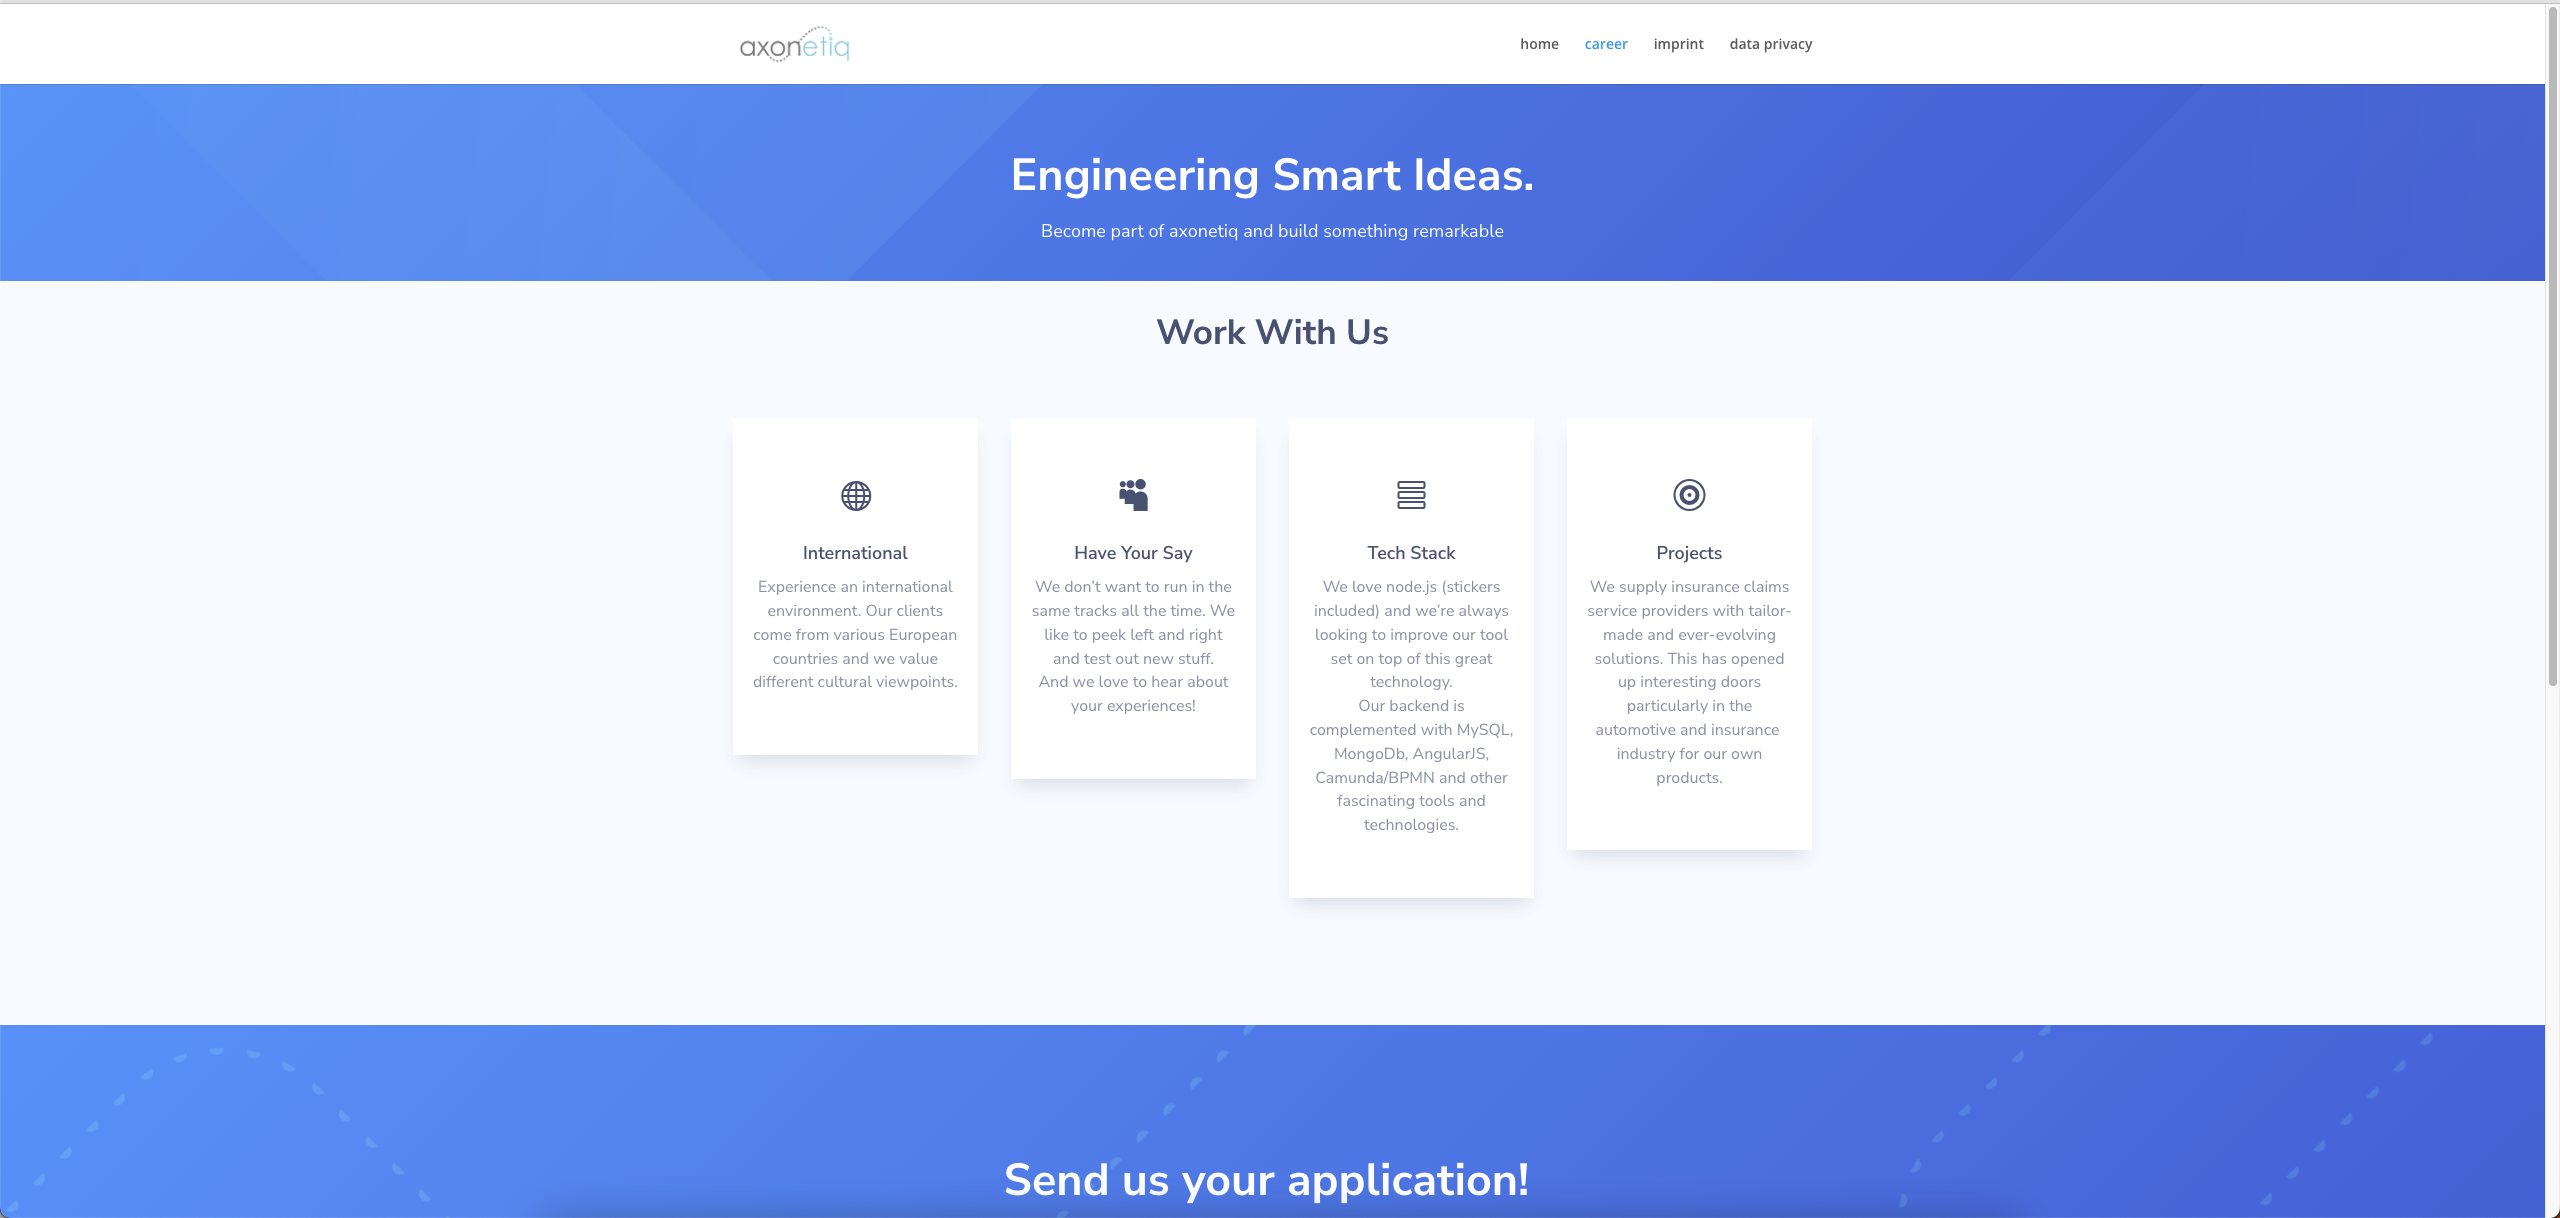 axonetiq
home career imprint data privacy
Engineering Smart Ideas.
Become part of axonetiq and build something remarkable
Work With Us
International
Experience an international
environment. Our clients
come from various European
countries and we value
different cultural viewpoints.
Have Your Say
We don't want to run in the
same tracks all the time. We
like to peek left and right
and test out new stuff.
And we love to hear about
your experiences!
Tech Stack
We love node.js (stickers
included) and we're always
looking to improve our tool
set on top of this great
technology.
Our backend is
complemented with MySQL,
MongoDb, AngularJS,
Camunda/BPMN and other
fascinating tools and
technologies.
Projects
We supply insurance claims
service providers with tailor-
made and ever-evolving
solutions. This has opened
up interesting doors
particularly in the
automotive and insurance
industry for our own
products.
Send us your application!